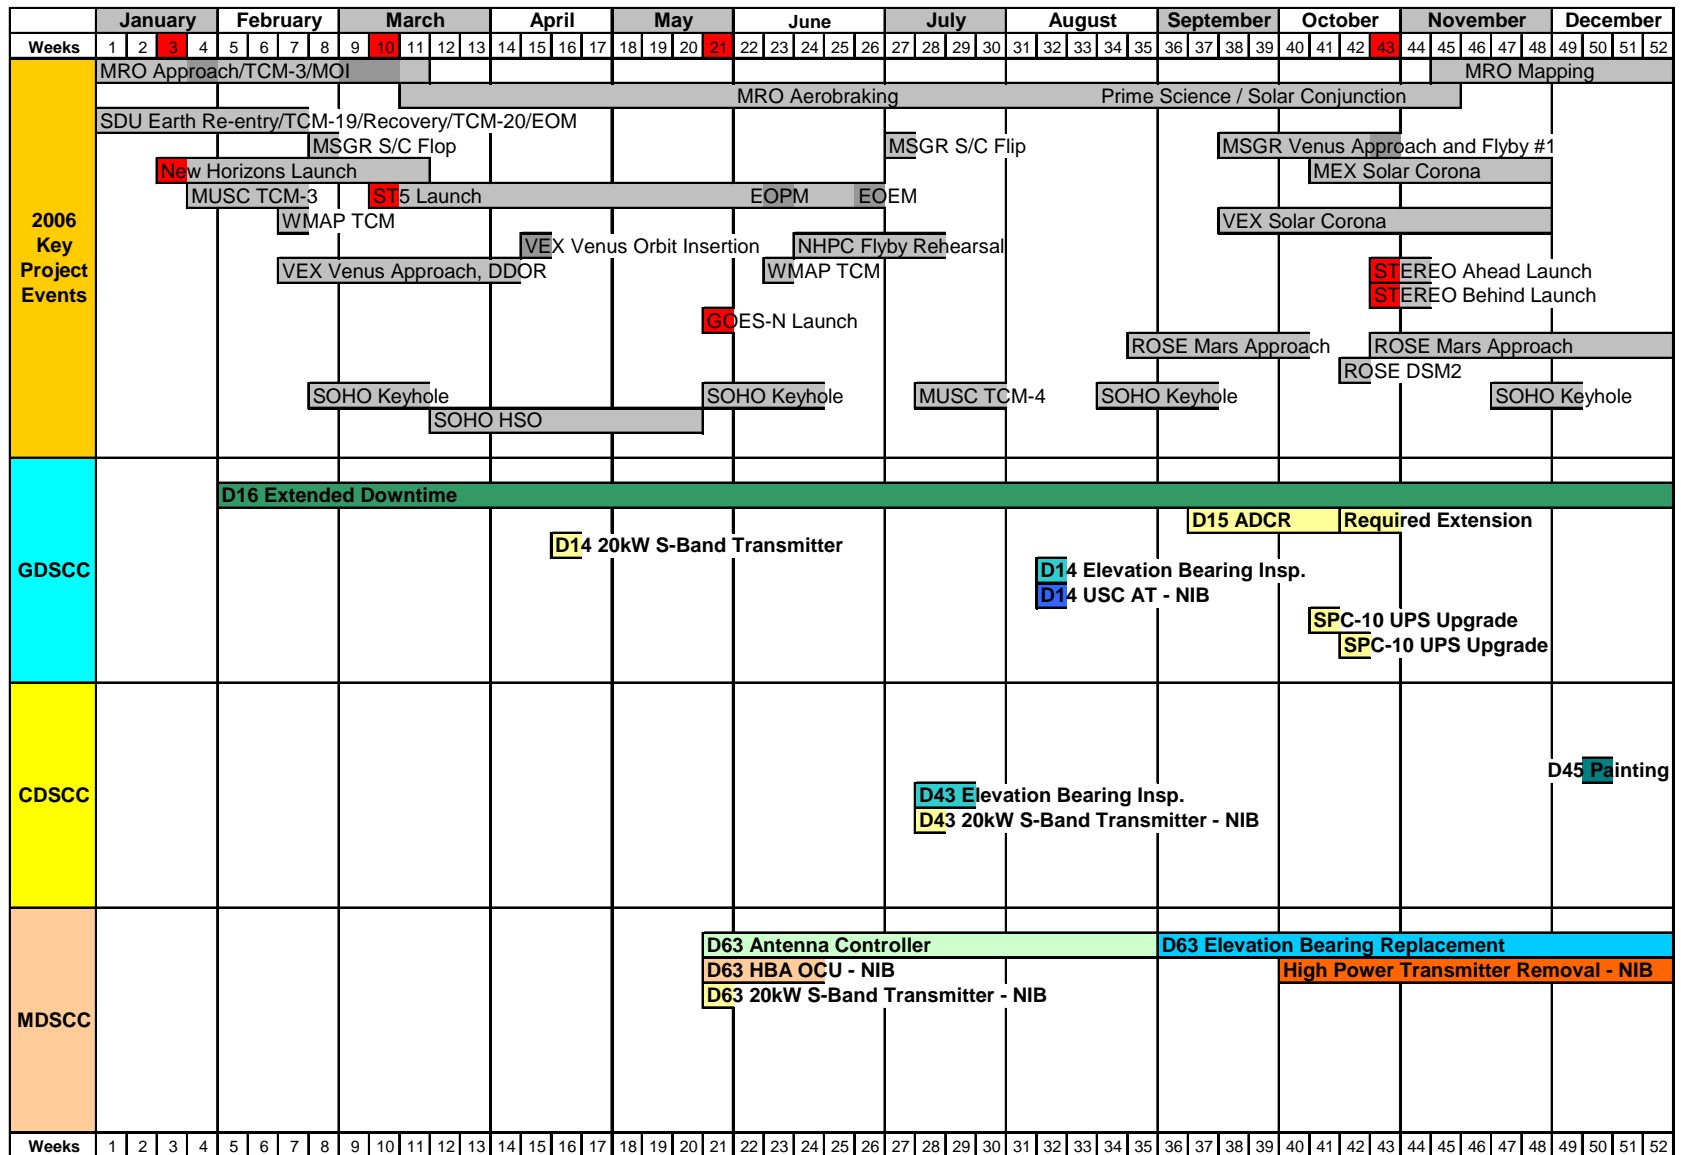 January February March April May June July August September October November December
Weeks 1 2 3 4 5 6 7 8 9 10 11 12 13 14 15 16 17 18 19 20 21 22 23 24 25 26 27 28 29 30 31 32 33 34 35 36 37 38 39 40 41 42 43 44 45 46 47 48 49 50 51 52
2006
Key
Project
Events
MRO Approach/TCM-3/MOI MRO Mapping
MRO Aerobraking Prime Science / Solar Conjunction
SDU Earth Re-entry/TCM-19/Recovery/TCM-20/EOM
MSGR S/C Flop MSGR S/C Flip MSGR Venus Approach and Flyby #1
New Horizons Launch MEX Solar Corona
MUSC TCM-3 ST5 Launch EOPM EOEM
WMAP TCM VEX Solar Corona
VEX Venus Orbit Insertion NHPC Flyby Rehearsal
VEX Venus Approach, DDOR WMAP TCM STEREO Ahead Launch
STEREO Behind Launch
GOES-N Launch
ROSE Mars Approach ROSE Mars Approach
ROSE DSM2
SOHO Keyhole SOHO Keyhole MUSC TCM-4 SOHO Keyhole SOHO Keyhole
SOHO HSO
GDSCC
D16 Extended Downtime
D15 ADCR Required Extension
D14 20kW S-Band Transmitter
D14 Elevation Bearing Insp.
D14 USC AT - NIB
SPC-10 UPS Upgrade
SPC-10 UPS Upgrade
CDSCC
D45 Painting
D43 Elevation Bearing Insp.
D43 20kW S-Band Transmitter - NIB
MDSCC
D63 Antenna Controller D63 Elevation Bearing Replacement
D63 HBA OCU - NIB High Power Transmitter Removal - NIB
D63 20kW S-Band Transmitter - NIB
Weeks 1 2 3 4 5 6 7 8 9 10 11 12 13 14 15 16 17 18 19 20 21 22 23 24 25 26 27 28 29 30 31 32 33 34 35 36 37 38 39 40 41 42 43 44 45 46 47 48 49 50 51 52